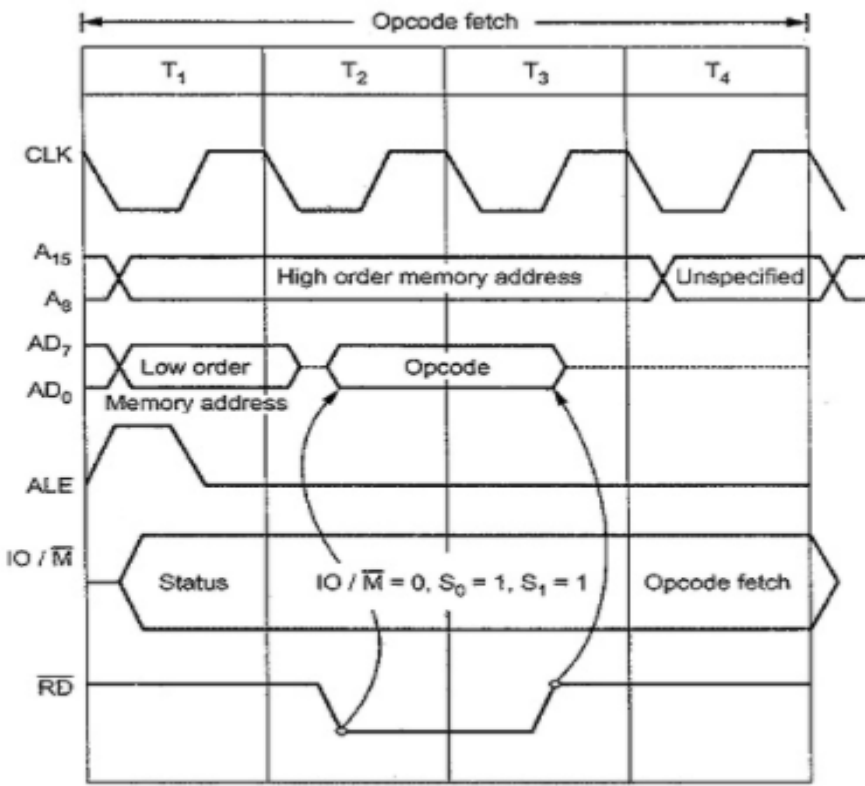 Opcode fetch
T₁ T₂ T₃ T₄
CLK
A₁₅
High order memory address Unspecified
A₈
AD₇
Low order Opcode
AD₀
Memory address
ALE
IO / M̅
Status IO / M̅ = 0, S₀ = 1, S₁ = 1 Opcode fetch
R̅D̅